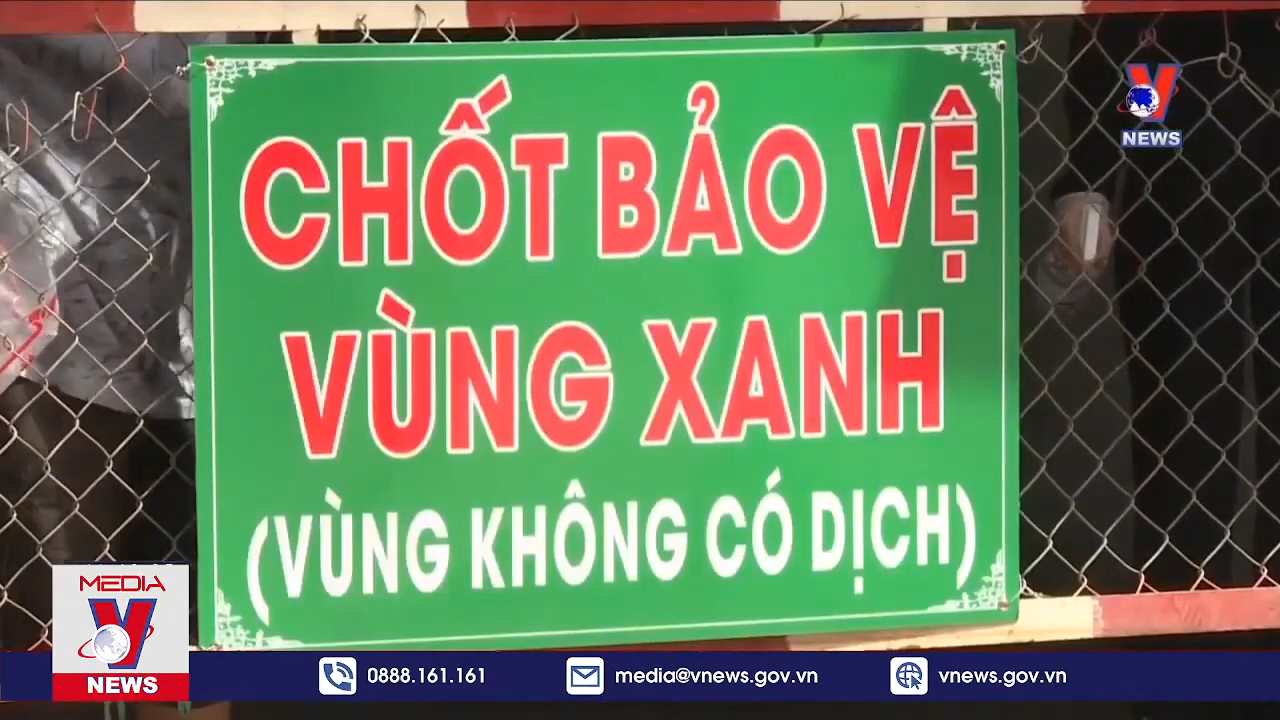 CHỐT BẢO VỆ
VÙNG XANH
(VÙNG KHÔNG CÓ DỊCH)
V
NEWS
MEDIA
V
NEWS
0888.161.161
media@vnews.gov.vn
vnews.gov.vn